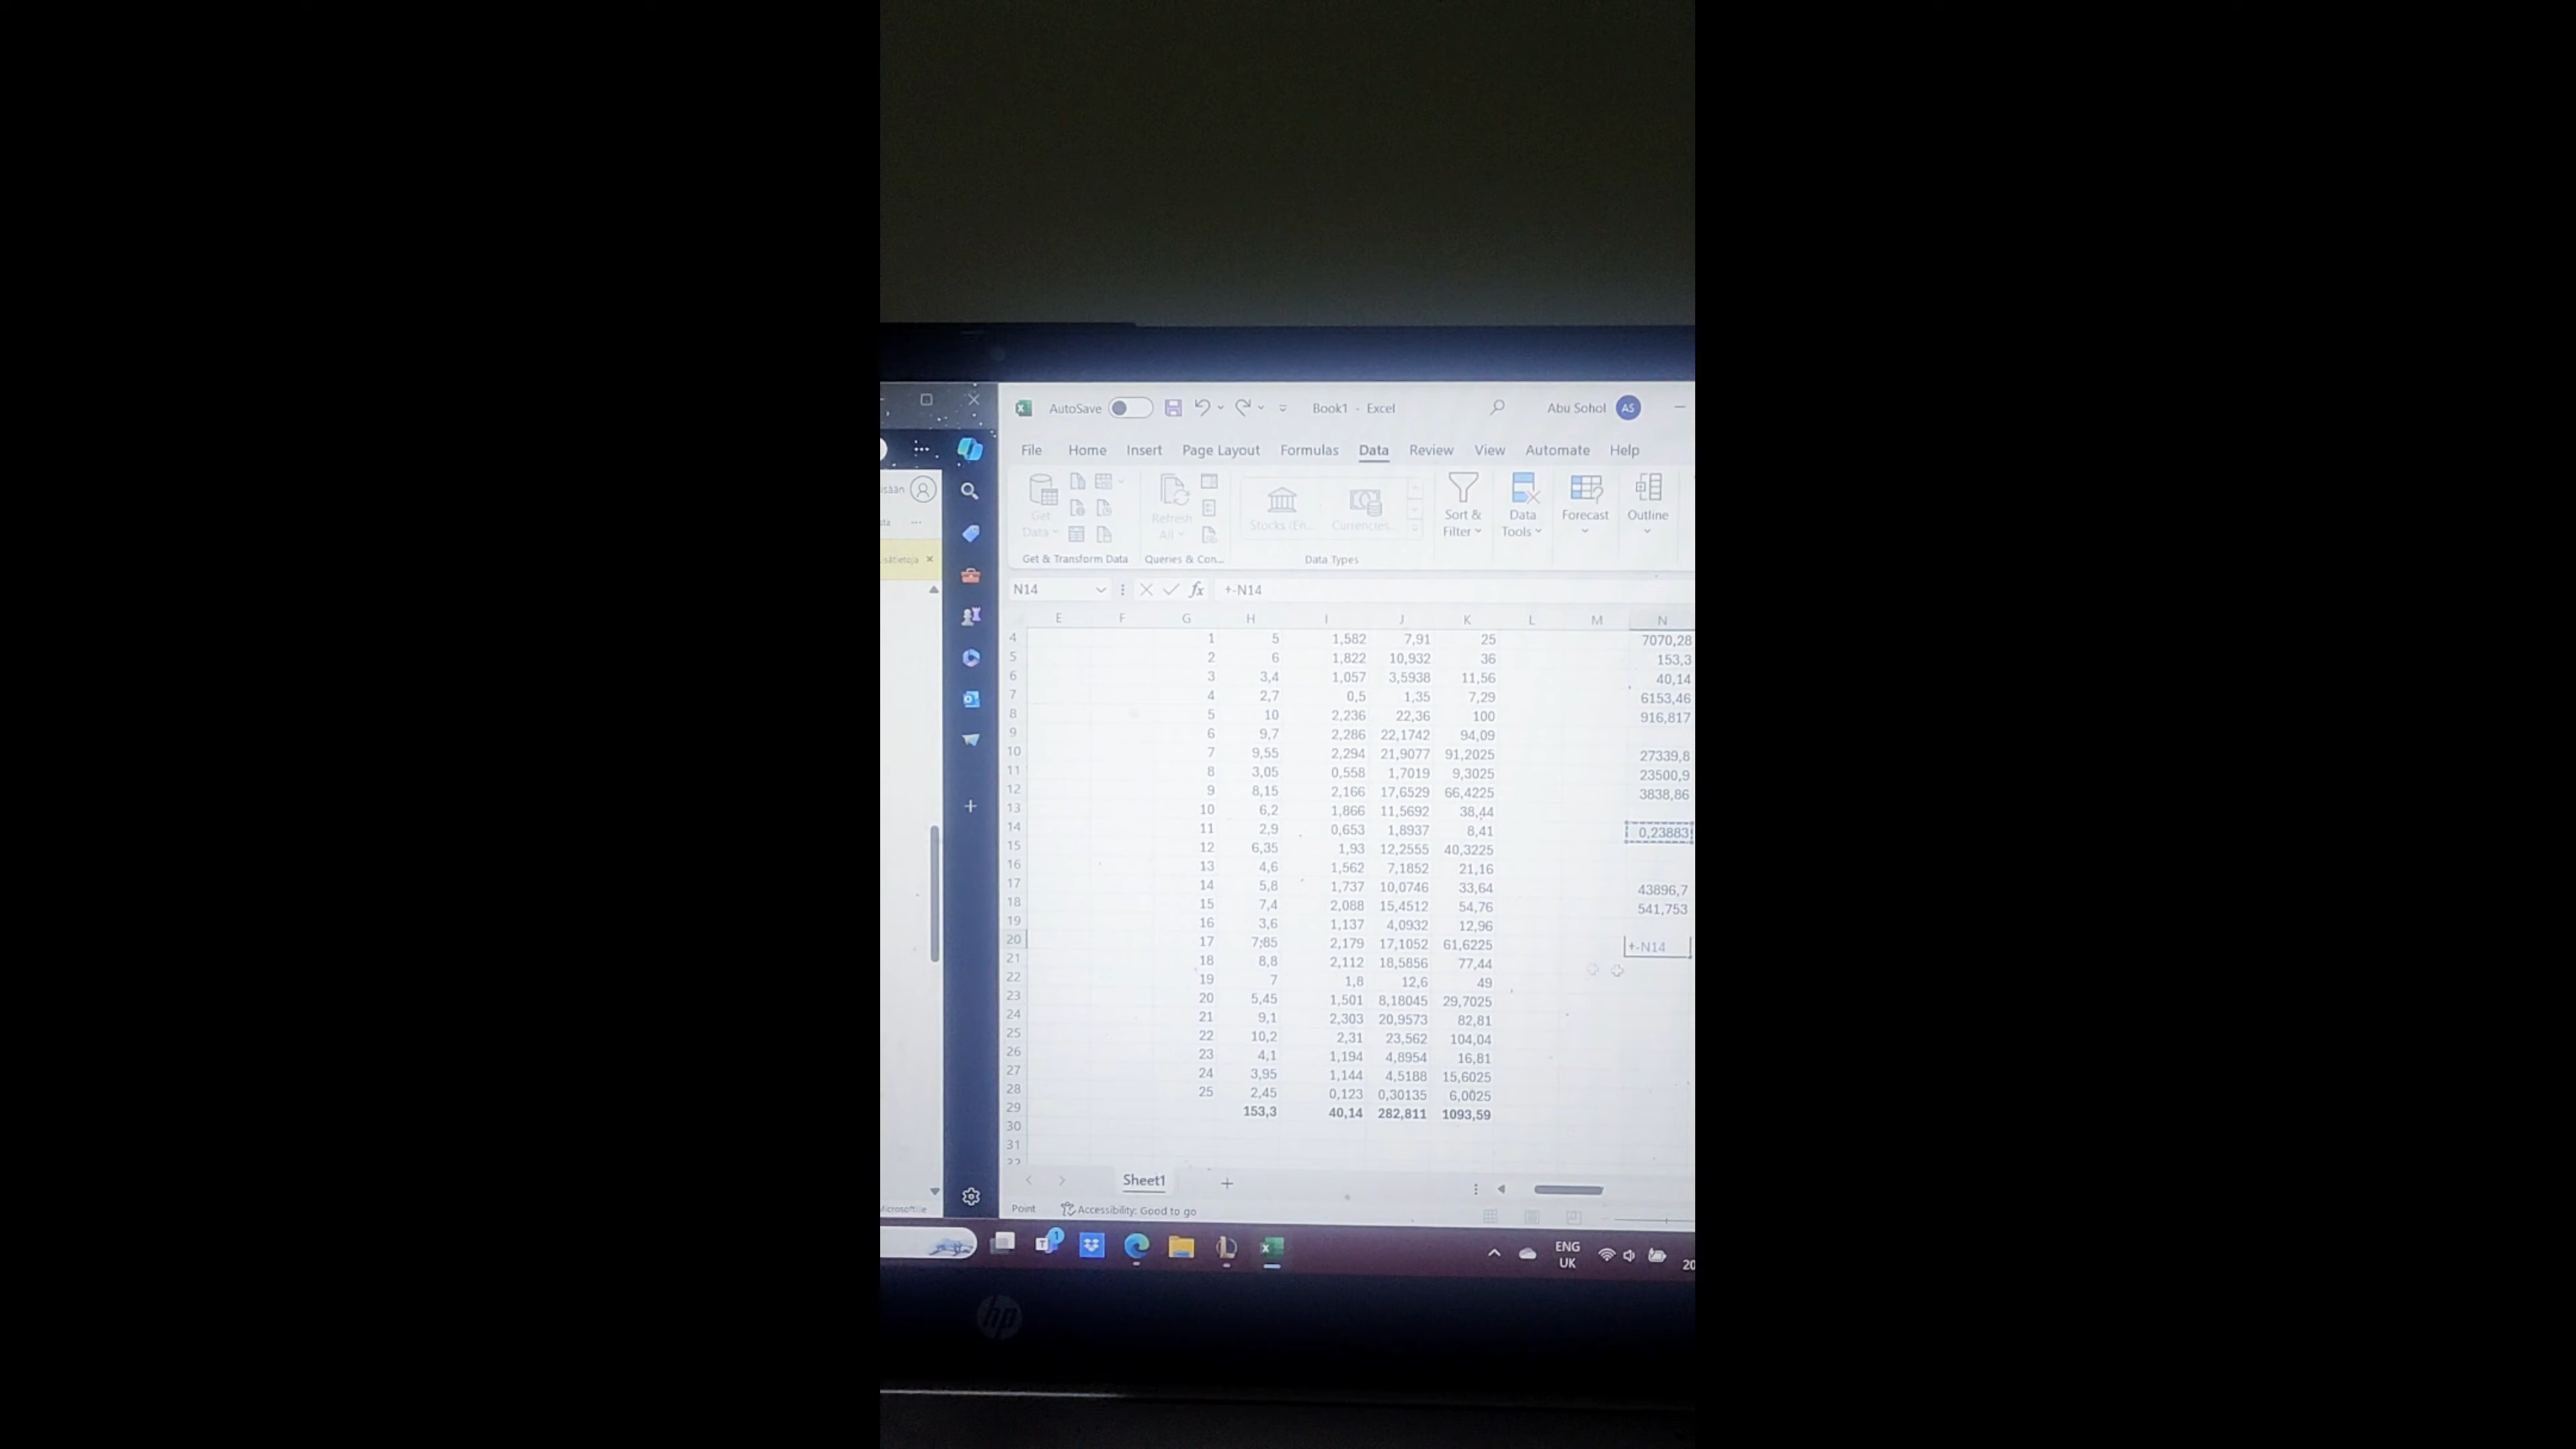 AutoSave Book1 - Excel Abu Sohol AS
File Home Insert Page Layout Formulas Data Review View Automate Help
Get Data Refresh All Stocks (En... Currencies... Sort & Filter Data Tools Forecast Outline
Get & Transform Data Queries & Con... Data Types
N14 fx +-N14
E F G H I J K L M N
4 1 5 1,582 7,91 25 7070,28
5 2 6 1,822 10,932 36 153,3
6 3 3,4 1,057 3,5938 11,56 40,14
7 4 2,7 0,5 1,35 7,29 6153,46
8 5 10 2,236 22,36 100 916,817
9 6 9,7 2,286 22,1742 94,09
10 7 9,55 2,294 21,9077 91,2025 27339,8
11 8 3,05 0,558 1,7019 9,3025 23500,9
12 9 8,15 2,166 17,6529 66,4225 3838,86
13 10 6,2 1,866 11,5692 38,44
14 11 2,9 0,653 1,8937 8,41 0,23883
15 12 6,35 1,93 12,2555 40,3225
16 13 4,6 1,562 7,1852 21,16
17 14 5,8 1,737 10,0746 33,64 43896,7
18 15 7,4 2,088 15,4512 54,76 541,753
19 16 3,6 1,137 4,0932 12,96
20 17 7,85 2,179 17,1052 61,6225 +-N14
21 18 8,8 2,112 18,5856 77,44
22 19 7 1,8 12,6 49
23 20 5,45 1,501 8,18045 29,7025
24 21 9,1 2,303 20,9573 82,81
25 22 10,2 2,31 23,562 104,04
26 23 4,1 1,194 4,8954 16,81
27 24 3,95 1,144 4,5188 15,6025
28 25 2,45 0,123 0,30135 6,0025
29 153,3 40,14 282,811 1093,59
30
31
Sheet1
Point Accessibility: Good to go
1 ENG
UK
20
hp